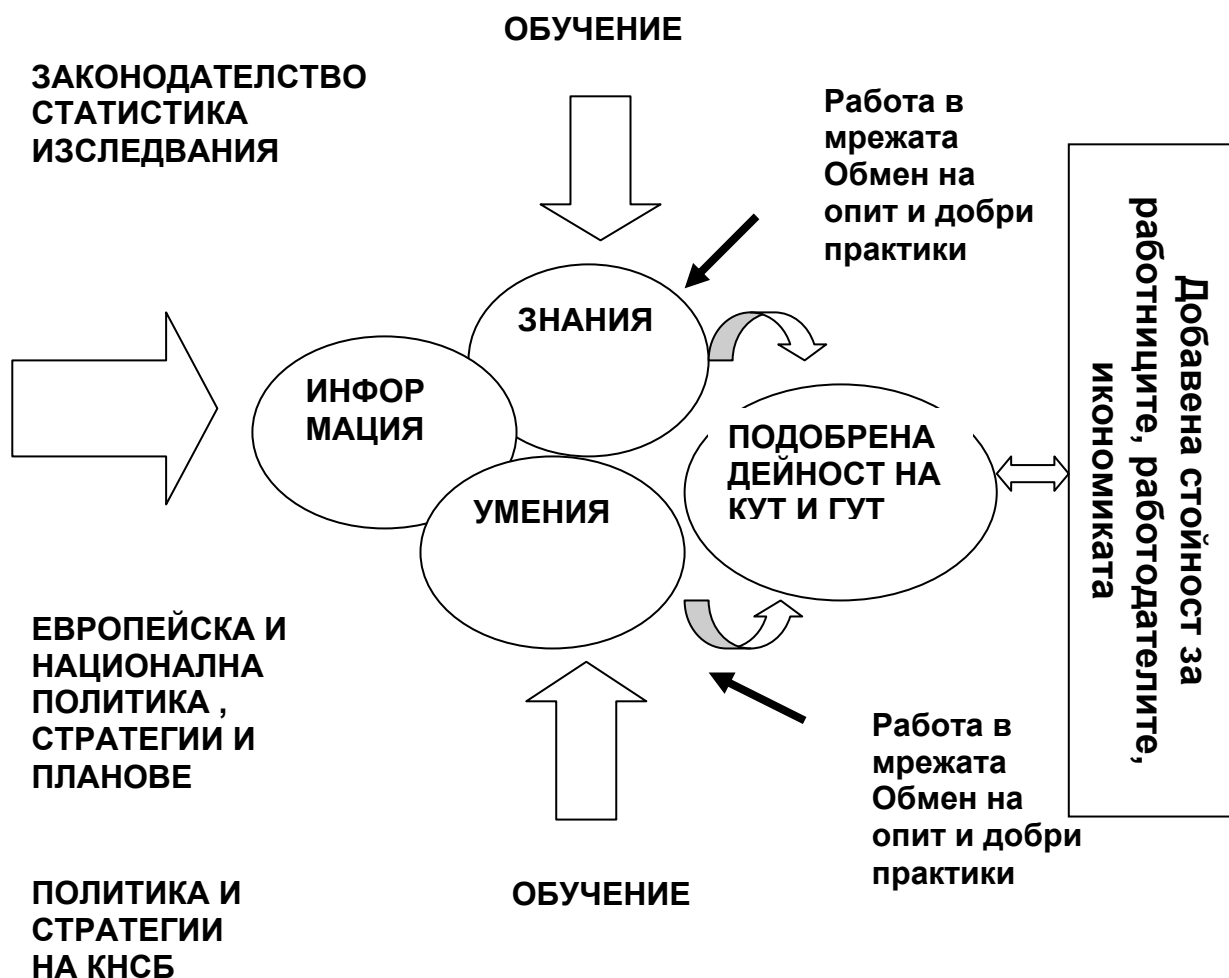 ОБУЧЕНИЕ
ЗАКОНОДАТЕЛСТВО
СТАТИСТИКА
ИЗСЛЕДВАНИЯ
Работа в
мрежата
Обмен на
опит и добри
практики
ЗНАНИЯ
ИНФОР
МАЦИЯ
УМЕНИЯ
ПОДОБРЕНА
ДЕЙНОСТ НА
КУТ И ГУТ
Добавена стойност за
работниците, работодателите,
икономиката
ЕВРОПЕЙСКА И
НАЦИОНАЛНА
ПОЛИТИКА ,
СТРАТЕГИИ И
ПЛАНОВЕ
Работа в
мрежата
Обмен на
опит и добри
практики
ПОЛИТИКА И
СТРАТЕГИИ
НА КНСБ
ОБУЧЕНИЕ